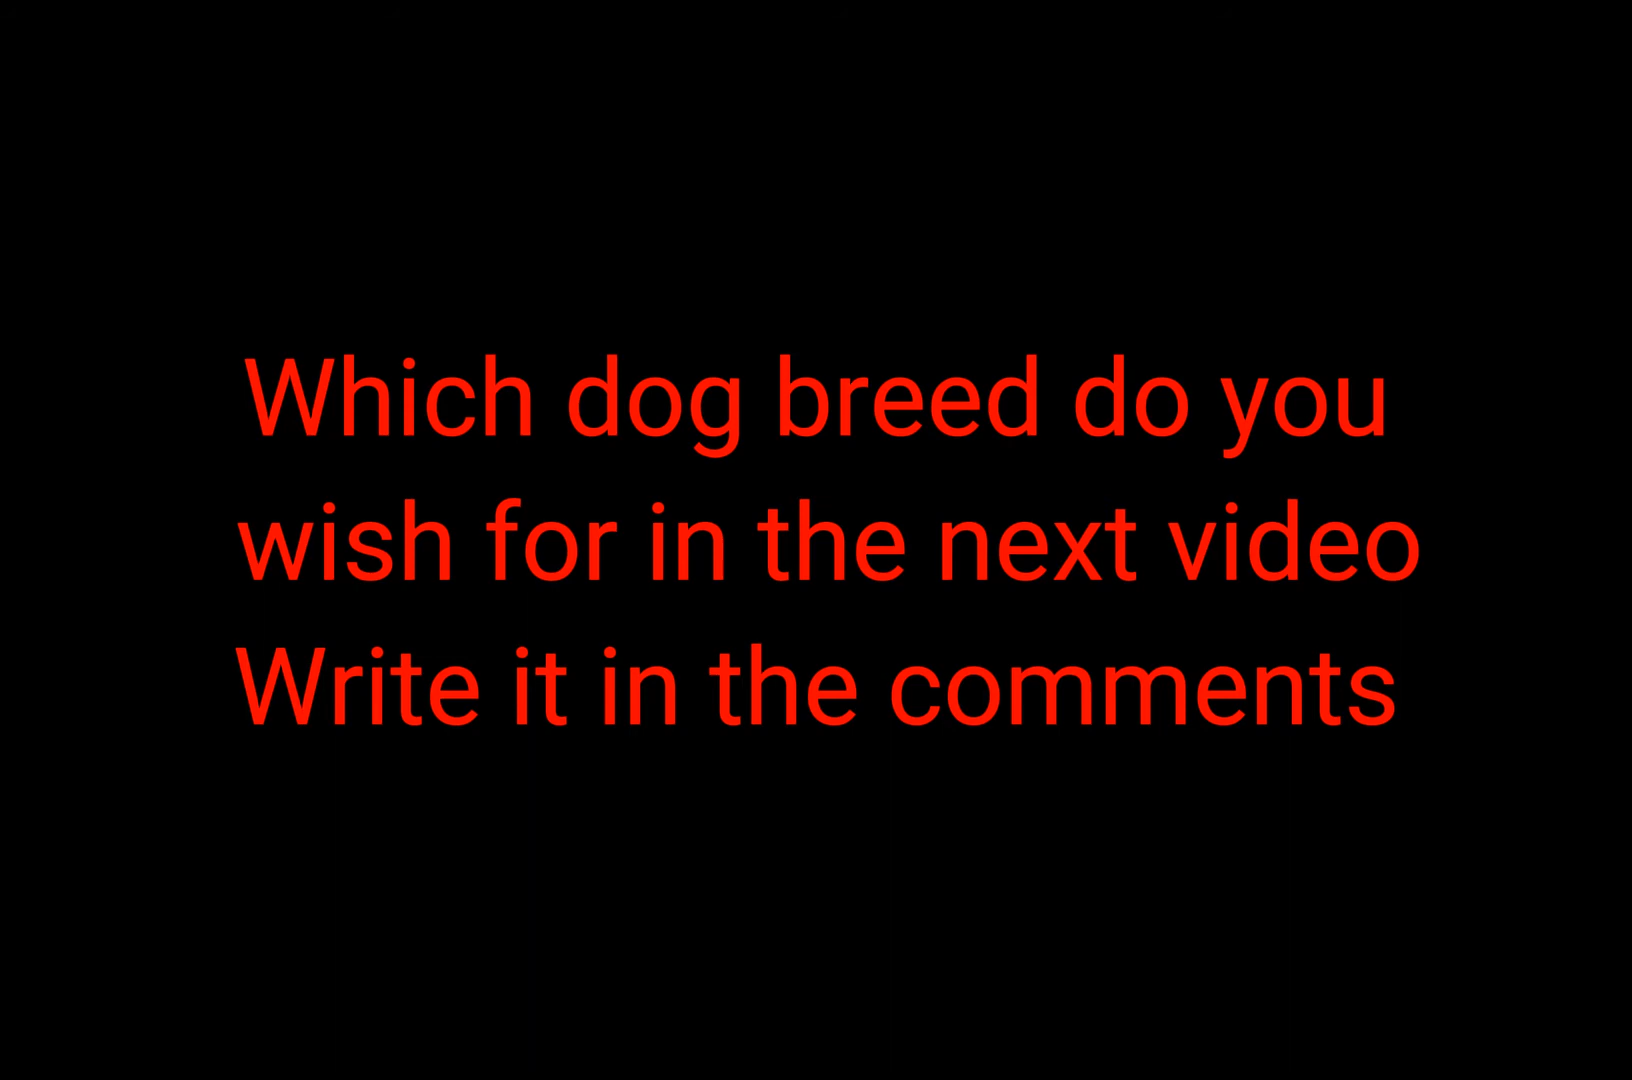 Which dog breed do you
wish for in the next video
Write it in the comments